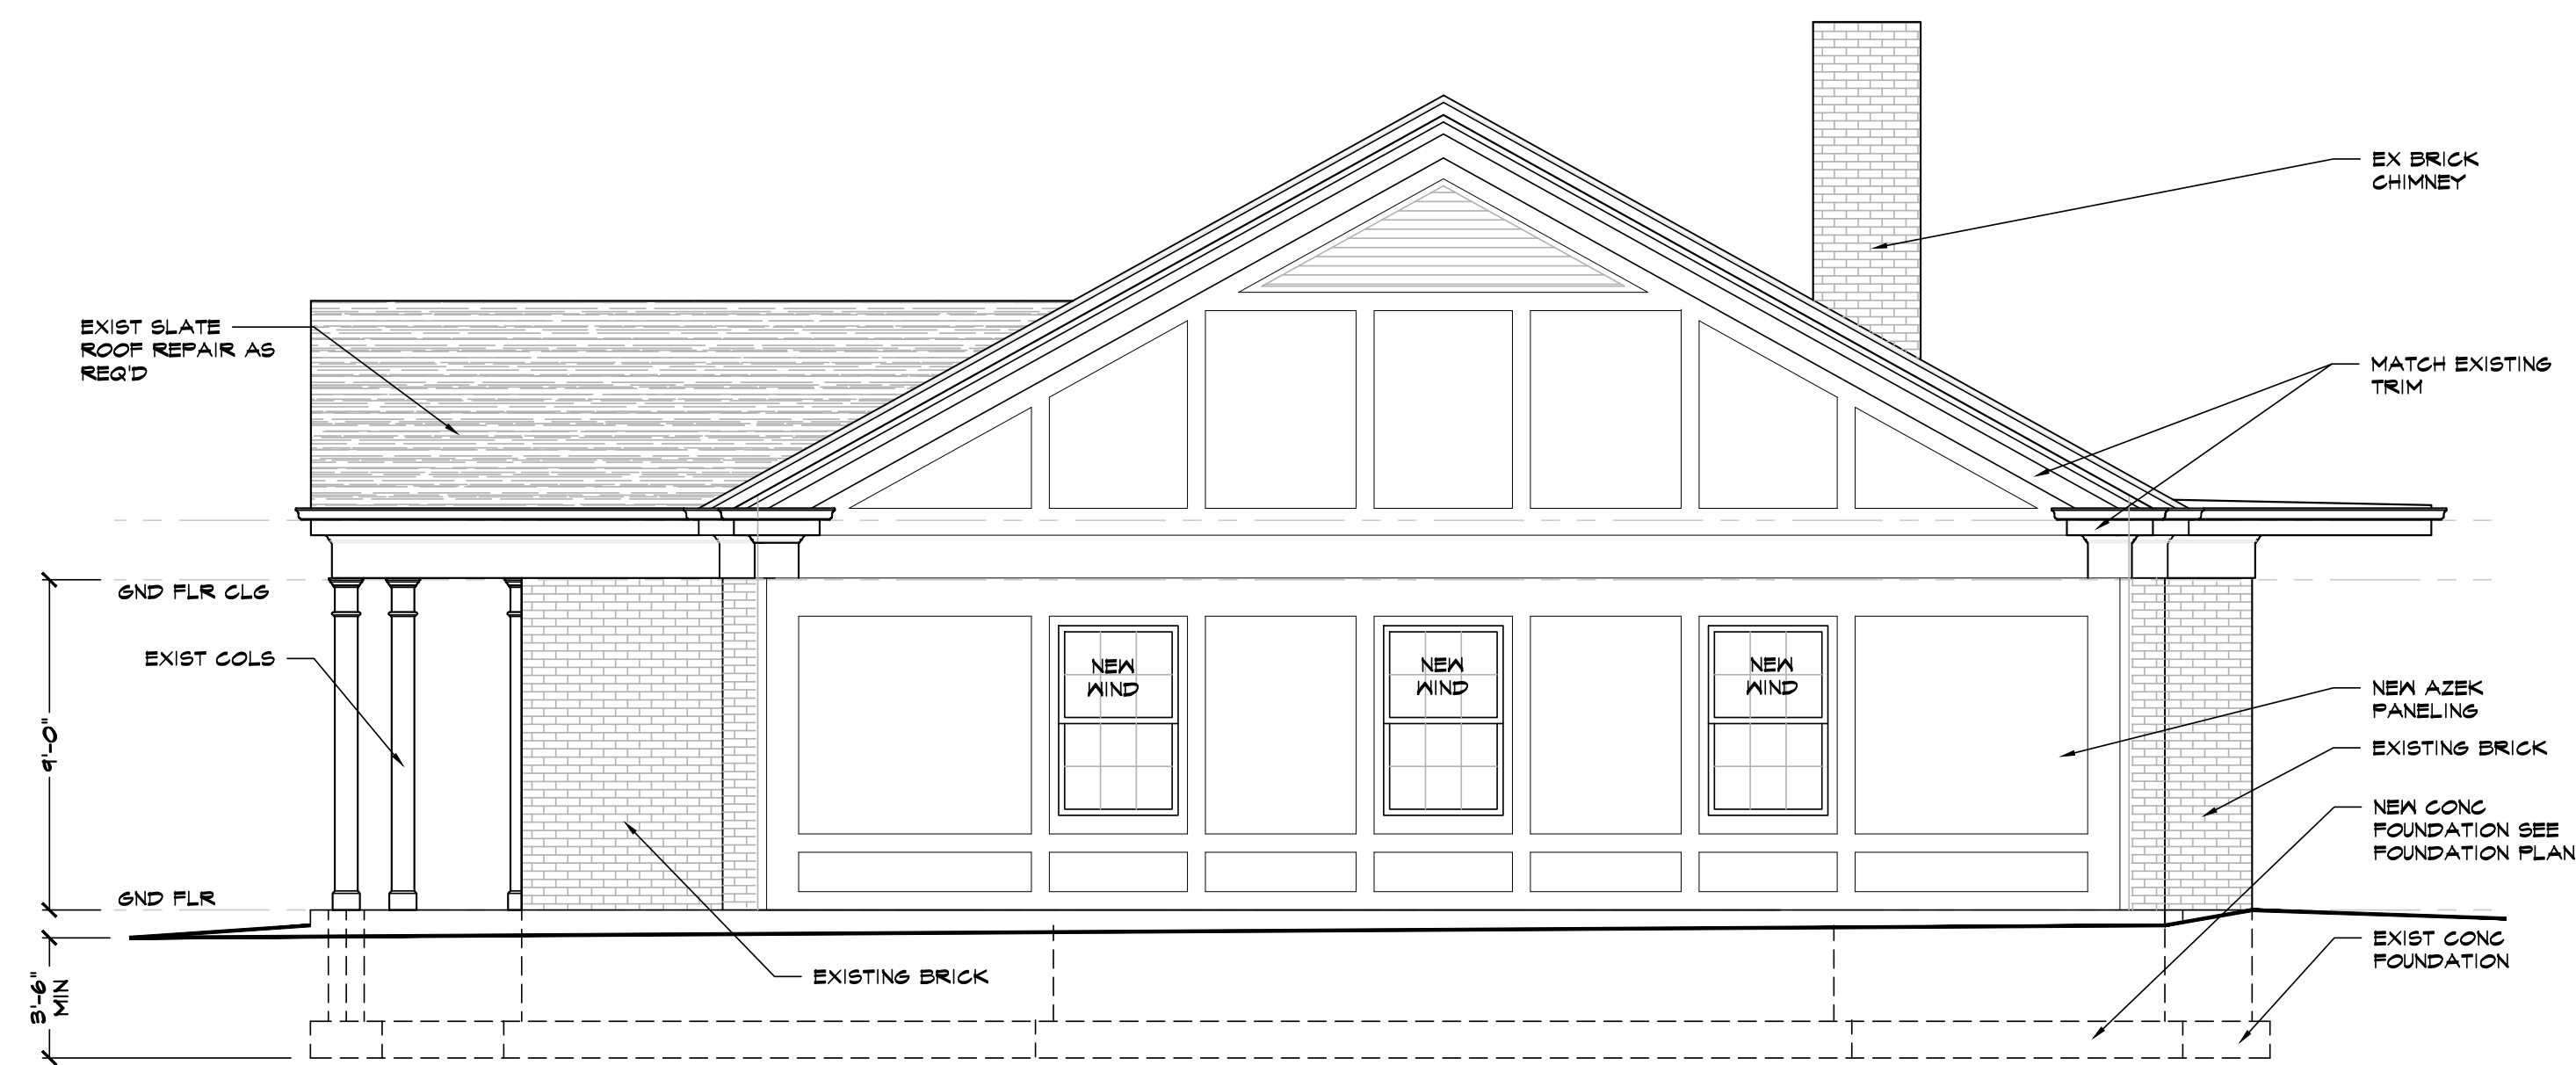 EX BRICK
CHIMNEY
EXIST SLATE
ROOF REPAIR AS
REQ'D
MATCH EXISTING
TRIM
GND FLR CLG
EXIST COLS
9'-0"
GND FLR
3'-6"
MIN
NEW
WIND
NEW
WIND
NEW
WIND
NEW AZEK
PANELING
EXISTING BRICK
NEW CONC
FOUNDATION SEE
FOUNDATION PLAN
EXISTING BRICK
EXIST CONC
FOUNDATION